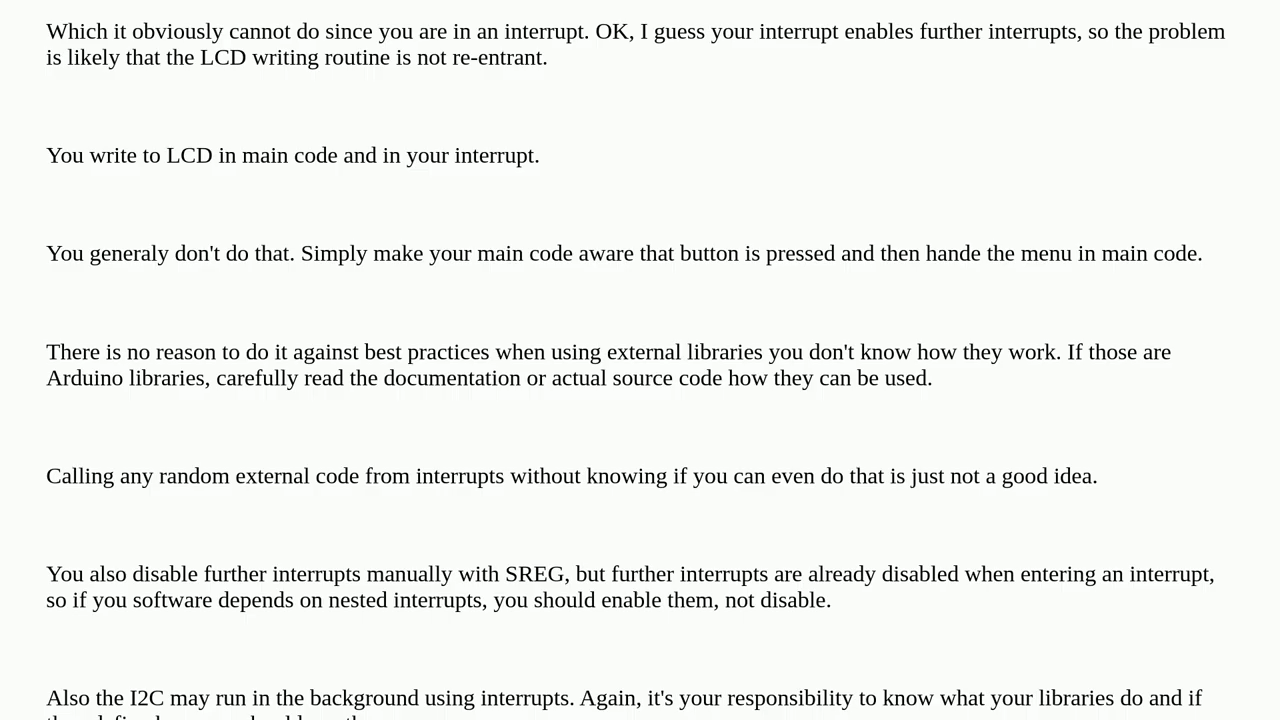 Which it obviously cannot do since you are in an interrupt. OK, I guess your interrupt enables further interrupts, so the problem
is likely that the LCD writing routine is not re-entrant.
You write to LCD in main code and in your interrupt.
You generaly don't do that. Simply make your main code aware that button is pressed and then hande the menu in main code.
There is no reason to do it against best practices when using external libraries you don't know how they work. If those are
Arduino libraries, carefully read the documentation or actual source code how they can be used.
Calling any random external code from interrupts without knowing if you can even do that is just not a good idea.
You also disable further interrupts manually with SREG, but further interrupts are already disabled when entering an interrupt,
so if you software depends on nested interrupts, you should enable them, not disable.
Also the I2C may run in the background using interrupts. Again, it's your responsibility to know what your libraries do and if